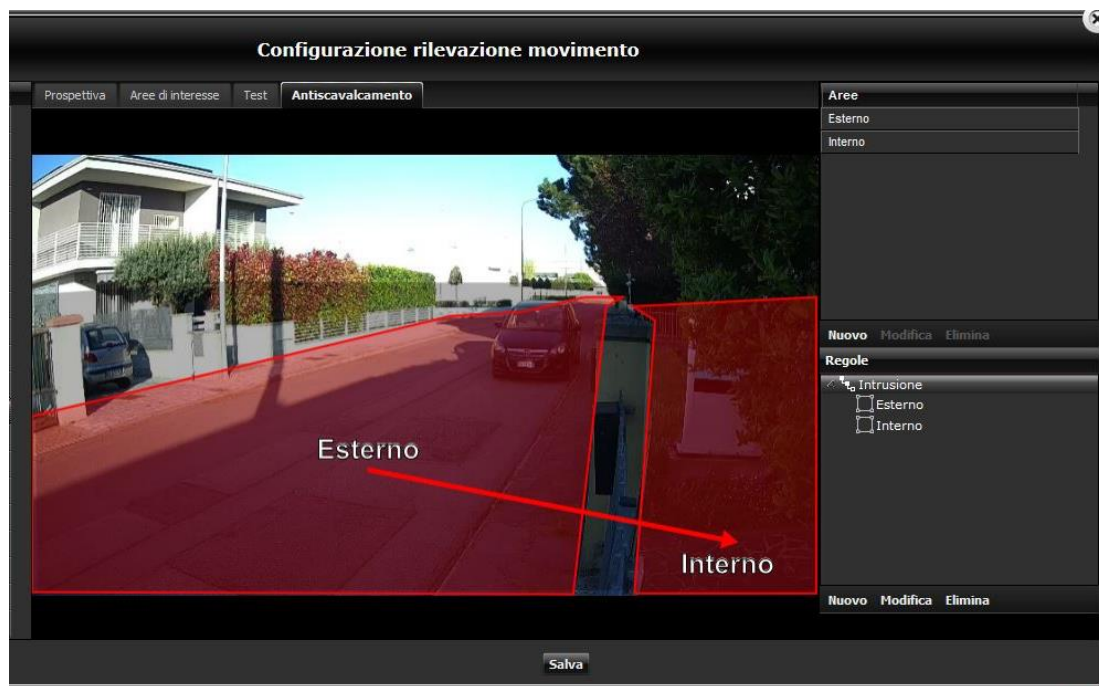 Configurazione rilevazione movimento
Prospettiva Aree di interesse Test Antiscavalcamento
Aree
Esterno
Interno
Nuovo Modifica Elimina
Regole
Intrusione
Esterno
Interno
Nuovo Modifica Elimina
Esterno
Interno
Salva